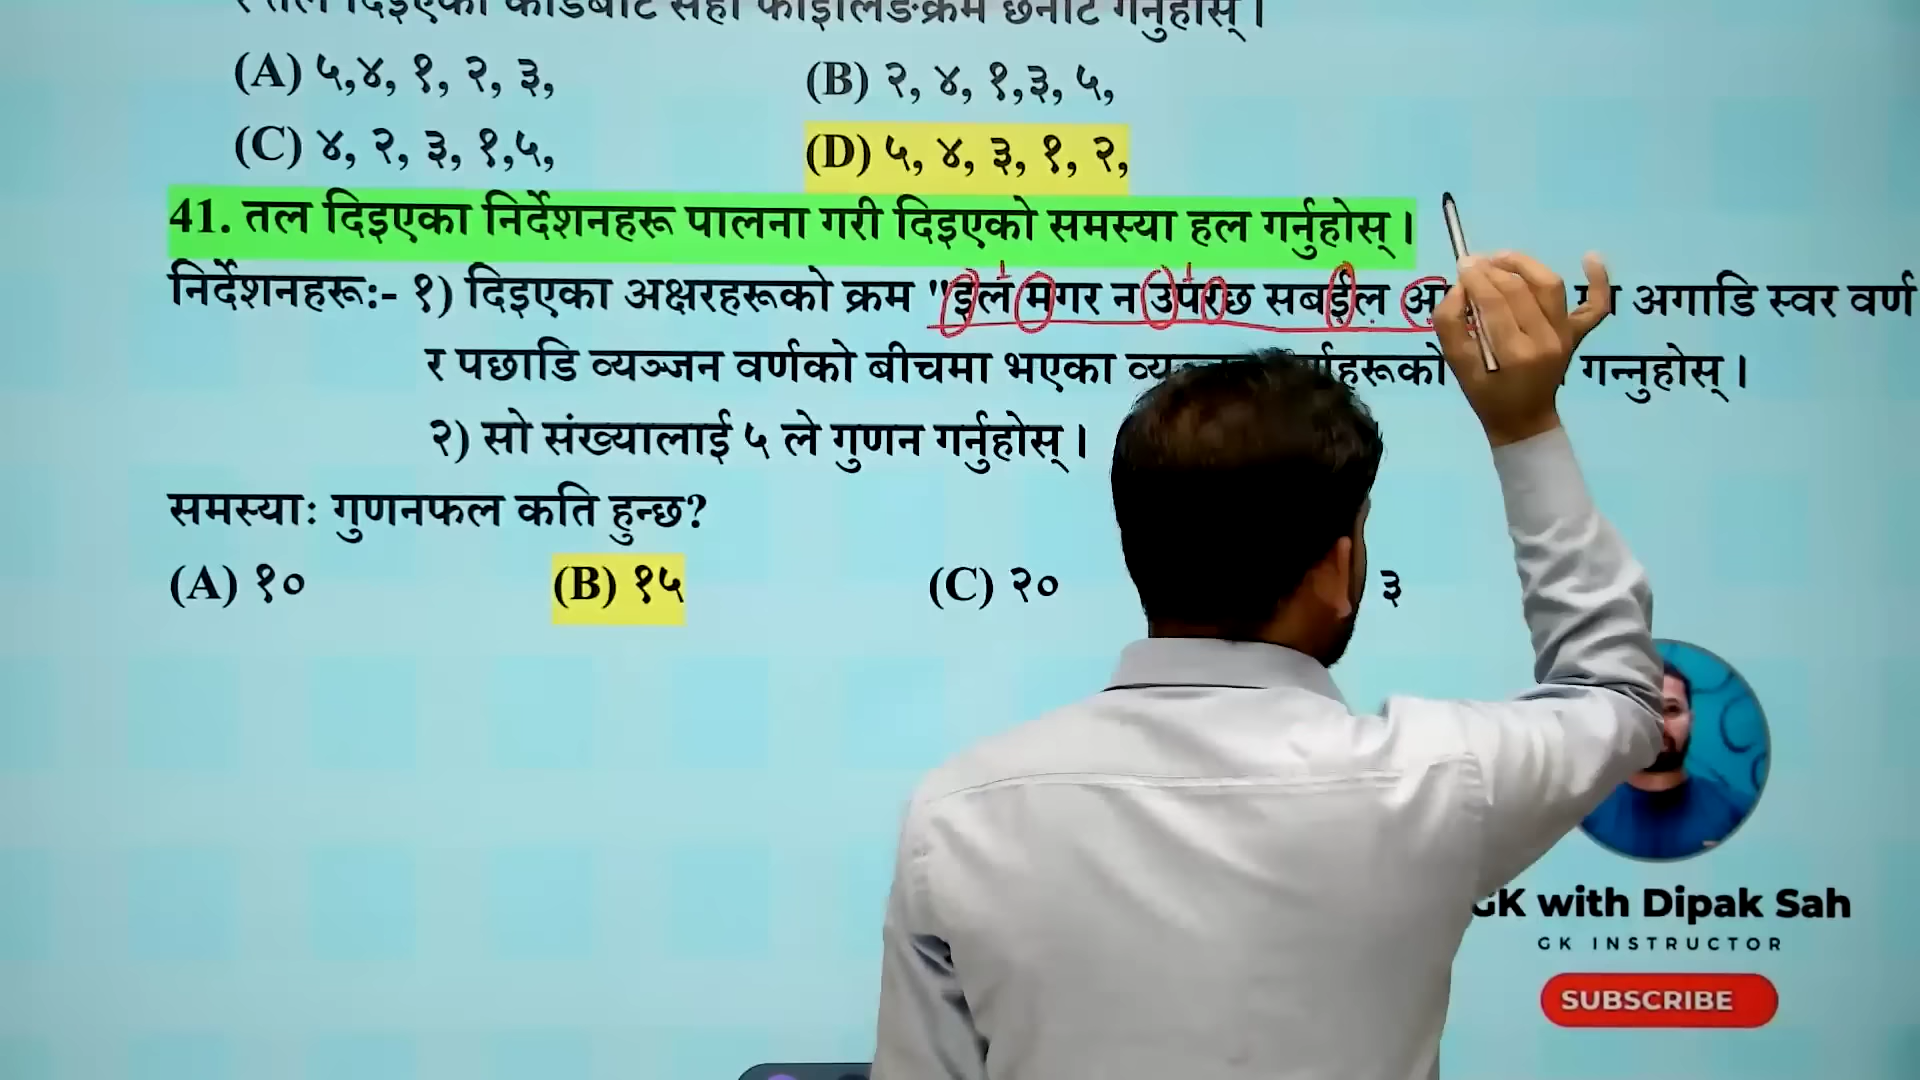 (A) ५,४, १, २, ३,
(B) २, ४, १,३, ५,
(C) ४, २, ३, १,५,
(D) ५, ४, ३, १, २,
41. तल दिइएका निर्देशनहरू पालना गरी दिइएको समस्या हल गर्नुहोस् ।
निर्देशनहरू:- १) दिइएका अक्षरहरूको क्रम "इल मगर न उपरछ सबईल अगाडि स्वर वर्ण
र पछाडि व्यञ्जन वर्णको बीचमा भएका गन्नुहोस् ।
२) सो संख्यालाई ५ ले गुणन गर्नुहोस् ।
समस्याः गुणनफल कति हुन्छ?
(A) १०
(B) १५
(C) २०
३
GK with Dipak Sah
GK INSTRUCTOR
SUBSCRIBE